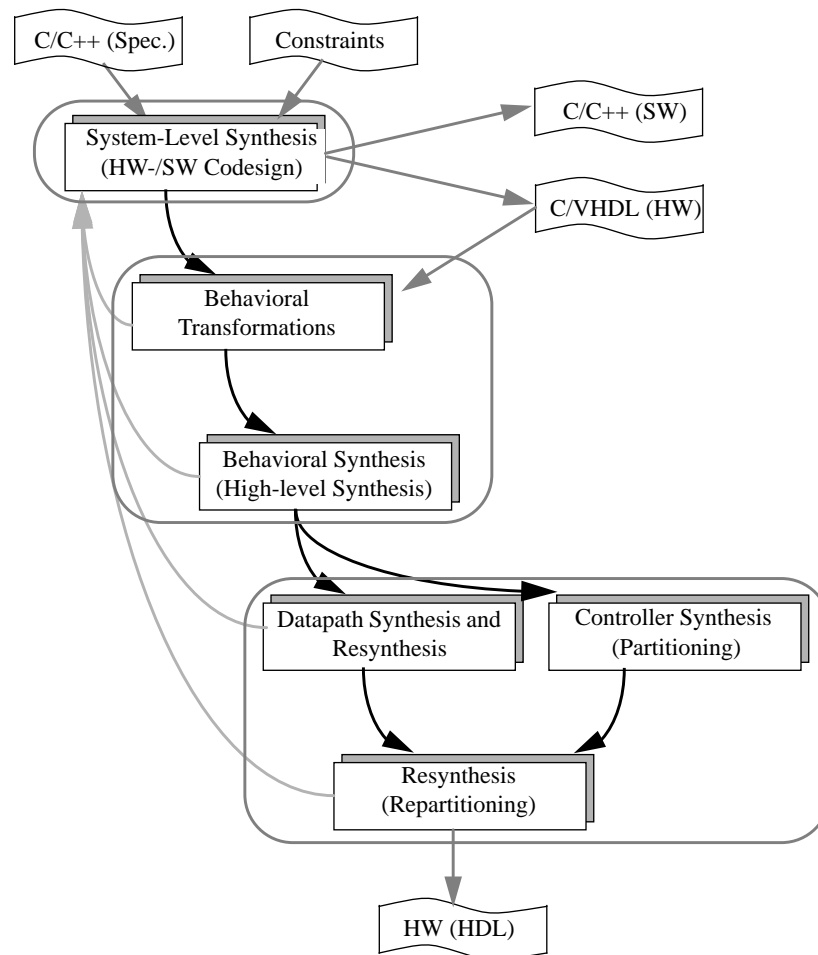 C/C++ (Spec.)
Constraints
C/C++ (SW)
System-Level Synthesis
(HW-/SW Codesign)
C/VHDL (HW)
Behavioral
Transformations
Behavioral Synthesis
(High-level Synthesis)
Datapath Synthesis and
Resynthesis
Controller Synthesis
(Partitioning)
Resynthesis
(Repartitioning)
HW (HDL)